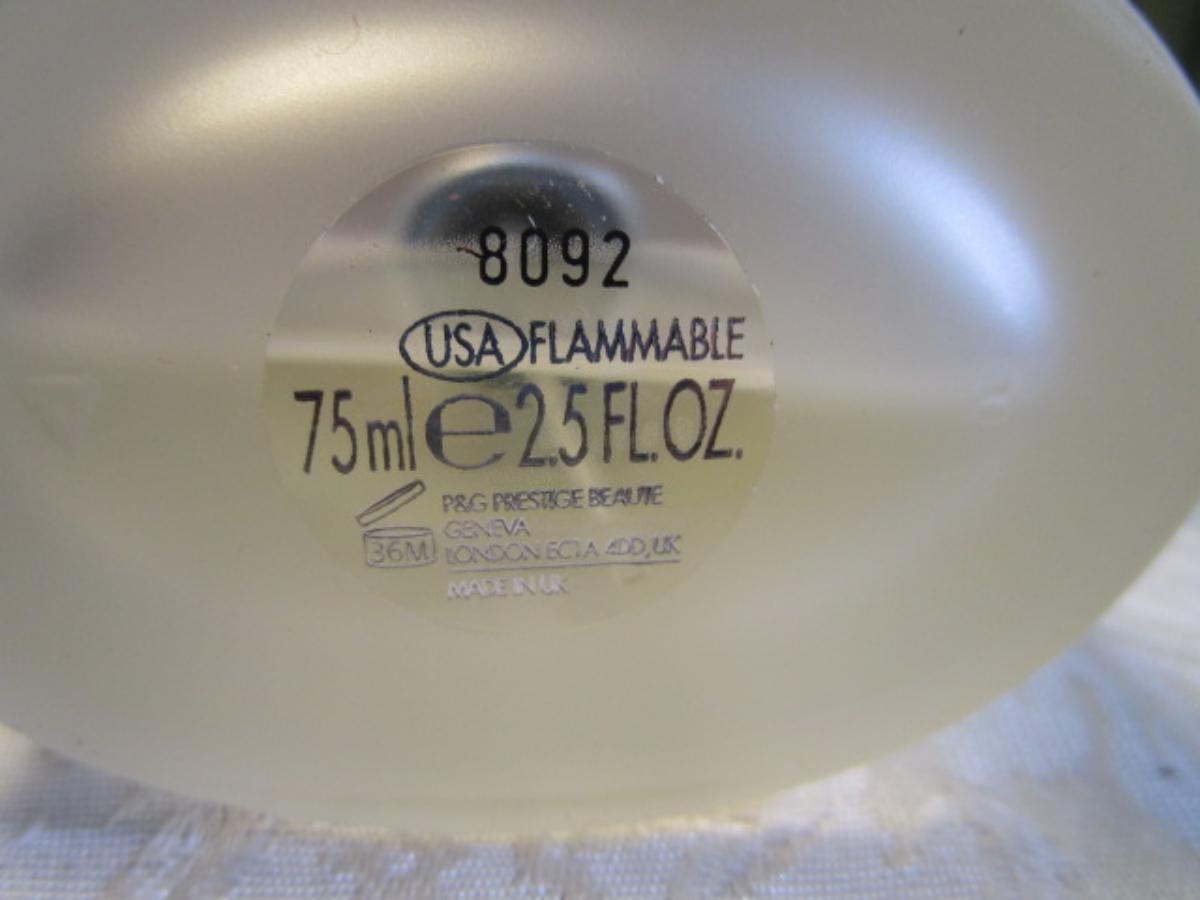 8092
USA FLAMMABLE
75ml e 2.5 FL.OZ.
P&G PRESTIGE BEAUTE
GENEVA
36M LONDON EC1A 4DD, UK
MADE IN UK